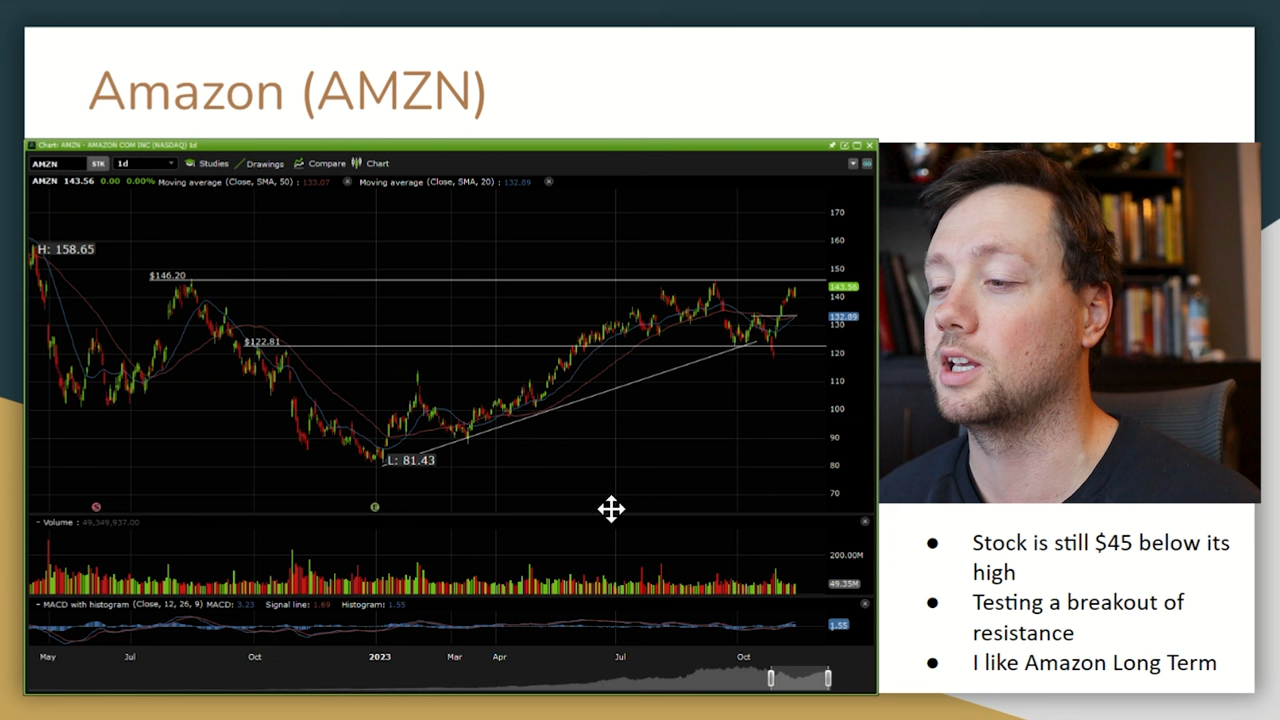 Amazon (AMZN)
Chart: AMZN - AMAZON COM INC (NASDAQ) 1d
AMZN STK 1d Studies Drawings Compare Chart
AMZN 143.56 0.00 0.00% Moving average (Close, SMA, 50) : 133.07 Moving average (Close, SMA, 20) : 132.89
170
H: 158.65
160
150
$146.20
143.56
140
132.89
130
$122.81
120
110
100
90
L: 81.43
80
70
S
E
Volume : 49,349,937.00
200.00M
49.35M
MACD with histogram (Close, 12, 26, 9) MACD: 3.23 Signal line: 1.69 Histogram: 1.55
1.55
May Jul Oct 2023 Mar Apr Jul Oct
● Stock is still $45 below its
high
● Testing a breakout of
resistance
● I like Amazon Long Term